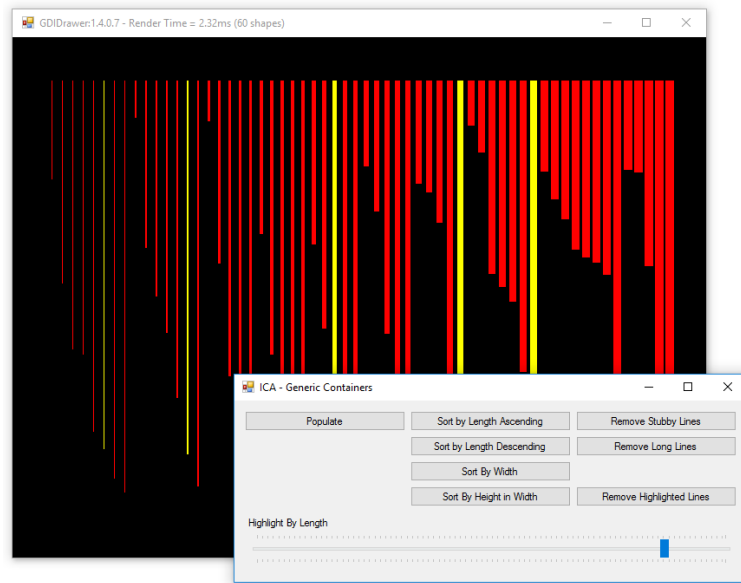 GDIDrawer:1.4.0.7 - Render Time = 2.32ms (60 shapes)
ICA - Generic Containers
Populate
Sort by Length Ascending
Remove Stubby Lines
Sort by Length Descending
Remove Long Lines
Sort By Width
Sort By Height in Width
Remove Highlighted Lines
Highlight By Length